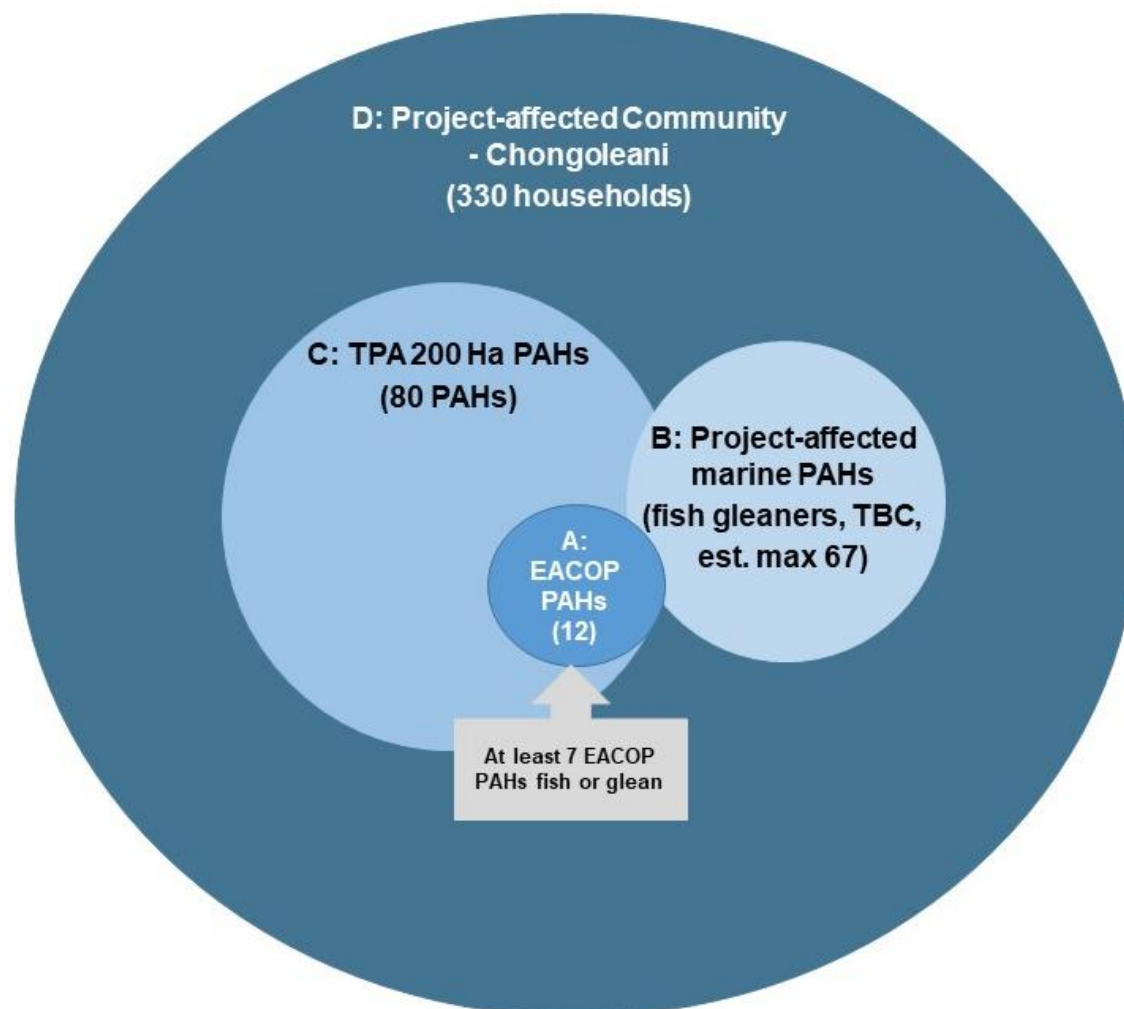 D: Project-affected Community
- Chongoleani
(330 households)
C: TPA 200 Ha PAHs
(80 PAHs)
B: Project-affected
marine PAHs
(fish gleaners, TBC,
est. max 67)
A:
EACOP
PAHs
(12)
At least 7 EACOP
PAHs fish or glean